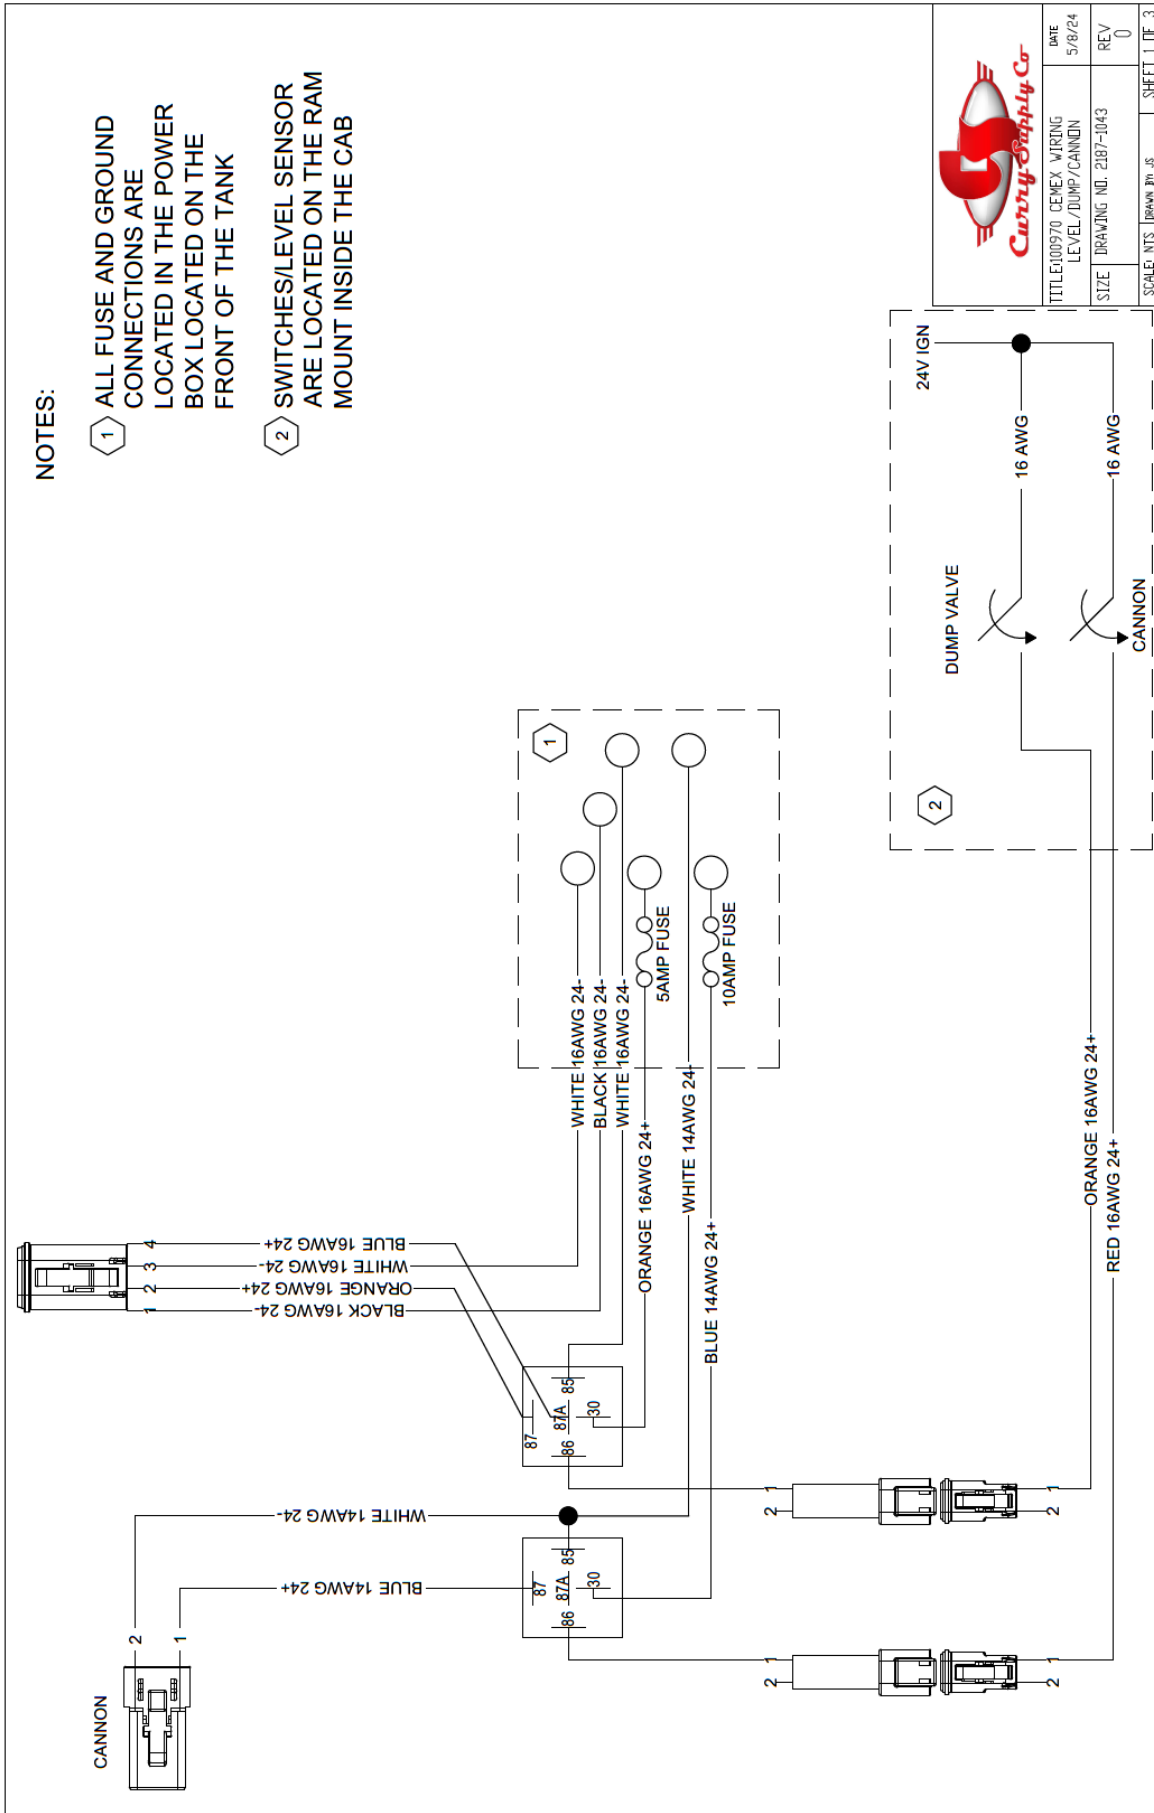 NOTES:
1
ALL FUSE AND GROUND
CONNECTIONS ARE
LOCATED IN THE POWER
BOX LOCATED ON THE
FRONT OF THE TANK
2
SWITCHES/LEVEL SENSOR
ARE LOCATED ON THE RAM
MOUNT INSIDE THE CAB
CANNON
2
1
WHITE 14AWG 24-
BLUE 14AWG 24+
1
2
3
4
BLUE 16AWG 24+
WHITE 16AWG 24-
ORANGE 16AWG 24+
BLACK 16AWG 24-
87
87A
85
86
30
87
87A
85
86
30
WHITE 16AWG 24-
BLACK 16AWG 24-
WHITE 16AWG 24-
ORANGE 16AWG 24+
WHITE 14AWG 24-
BLUE 14AWG 24+
5AMP FUSE
10AMP FUSE
1
2
1
2
1
2
1
2
1
ORANGE 16AWG 24+
RED 16AWG 24+
2
DUMP VALVE
CANNON
16 AWG
16 AWG
24V IGN
Curry Supply Co
TITLE:100970 CEMEX WIRING
LEVEL/DUMP/CANNON
DATE
5/8/24
SIZE
DRAWING NO. 2187-1043
REV
0
SCALE: NTS
DRAWN BY: JS
SHEET 1 OF 3